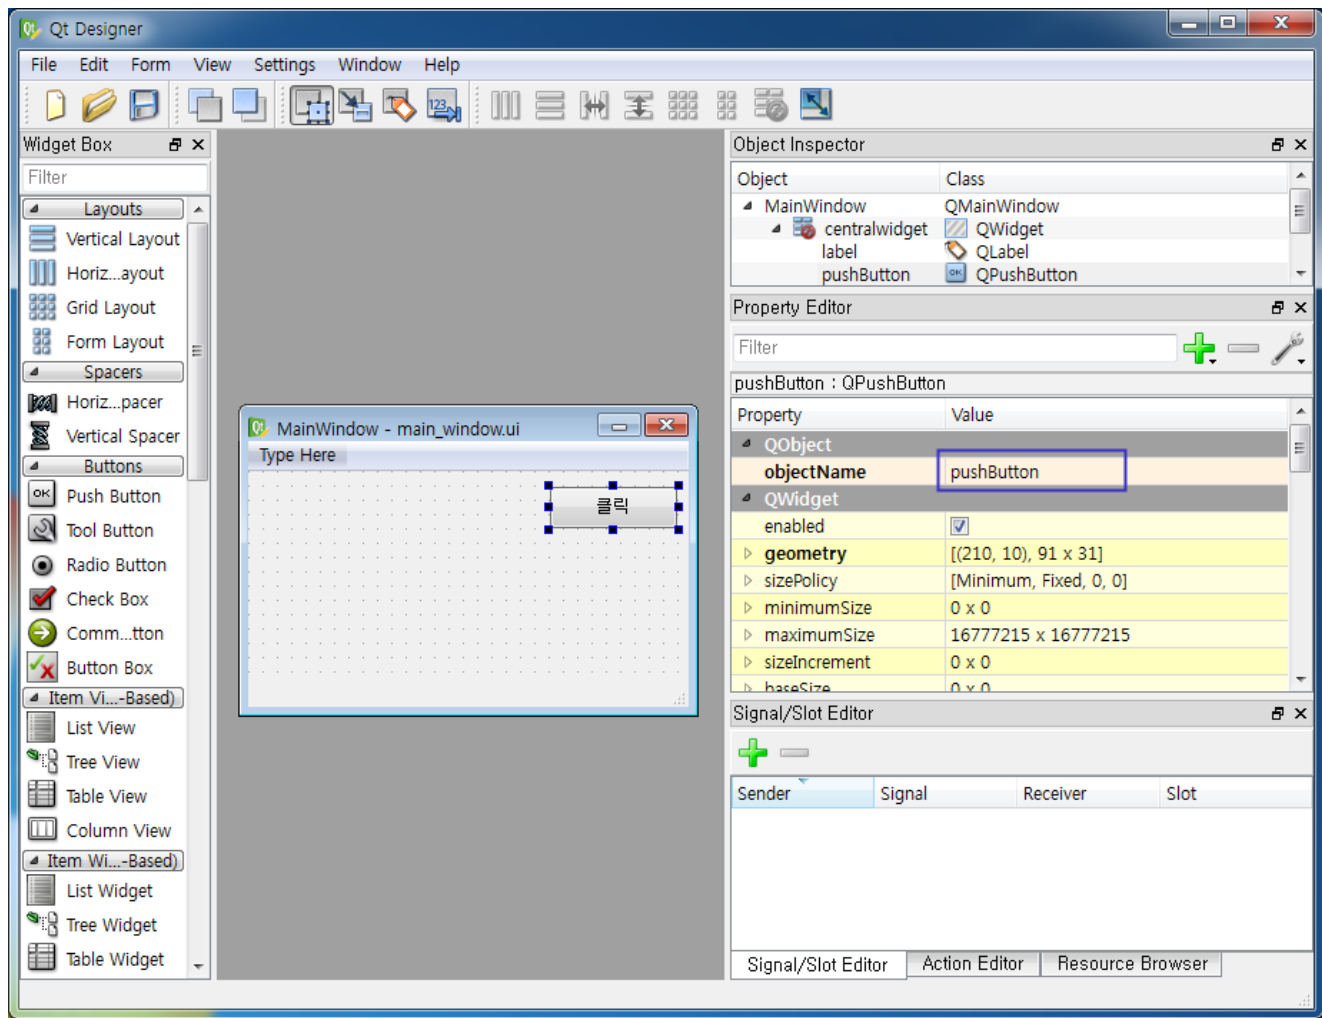 Qt Designer
File Edit Form View Settings Window Help
123
Widget Box
Filter
Layouts
Vertical Layout
Horiz...ayout
Grid Layout
Form Layout
Spacers
Horiz...pacer
Vertical Spacer
Buttons
OK Push Button
Tool Button
Radio Button
Check Box
Comm...tton
Button Box
Item Vi...-Based)
List View
Tree View
Table View
Column View
Item Wi...-Based)
List Widget
Tree Widget
Table Widget
MainWindow - main_window.ui
Type Here
클릭
Object Inspector
Object Class
MainWindow QMainWindow
centralwidget QWidget
label QLabel
pushButton OK QPushButton
Property Editor
Filter
pushButton : QPushButton
Property Value
QObject
objectName pushButton
QWidget
enabled
geometry [(210, 10), 91 x 31]
sizePolicy [Minimum, Fixed, 0, 0]
minimumSize 0 x 0
maximumSize 16777215 x 16777215
sizeIncrement 0 x 0
baseSize 0 x 0
Signal/Slot Editor
Sender Signal Receiver Slot
Signal/Slot Editor Action Editor Resource Browser